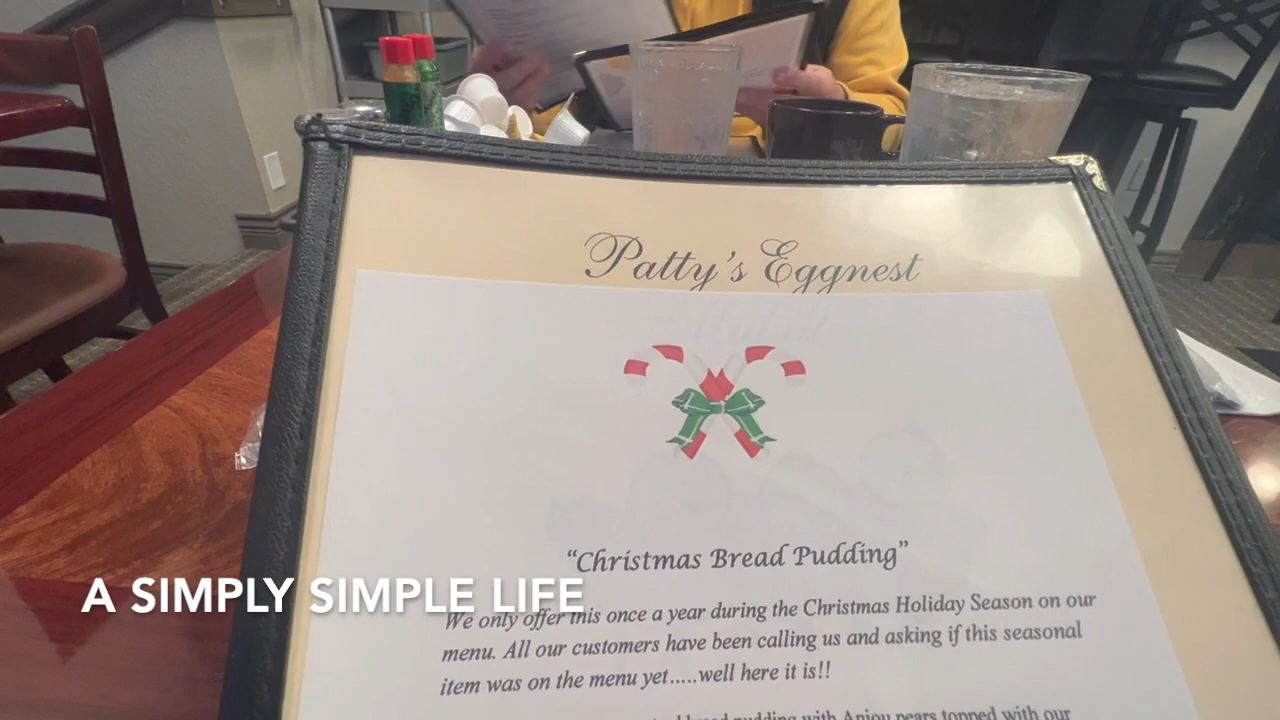 Patty's Eggnest
"Christmas Bread Pudding"
A SIMPLY SIMPLE LIFE
We only offer this once a year during the Christmas Holiday Season on our
menu. All our customers have been calling us and asking if this seasonal
item was on the menu yet.....well here it is!!
bread pudding with Anjou pears topped with our